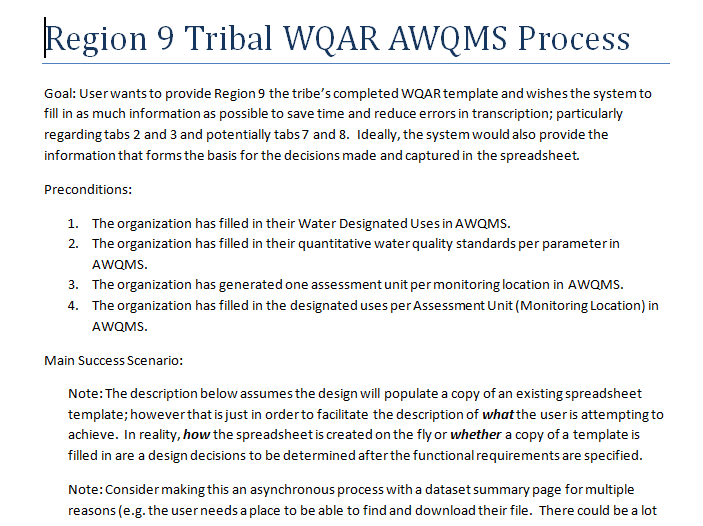 Region 9 Tribal WQAR AWQMS Process
Goal: User wants to provide Region 9 the tribe's completed WQAR template and wishes the system to
fill in as much information as possible to save time and reduce errors in transcription; particularly
regarding tabs 2 and 3 and potentially tabs 7 and 8.  Ideally, the system would also provide the
information that forms the basis for the decisions made and captured in the spreadsheet.
Preconditions:
1. The organization has filled in their Water Designated Uses in AWQMS.
2. The organization has filled in their quantitative water quality standards per parameter in
AWQMS.
3. The organization has generated one assessment unit per monitoring location in AWQMS.
4. The organization has filled in the designated uses per Assessment Unit (Monitoring Location) in
AWQMS.
Main Success Scenario:
Note: The description below assumes the design will populate a copy of an existing spreadsheet
template; however that is just in order to facilitate the description of what the user is attempting to
achieve.  In reality, how the spreadsheet is created on the fly or whether a copy of a template is
filled in are a design decisions to be determined after the functional requirements are specified.
Note: Consider making this an asynchronous process with a dataset summary page for multiple
reasons (e.g. the user needs a place to be able to find and download their file.  There could be a lot